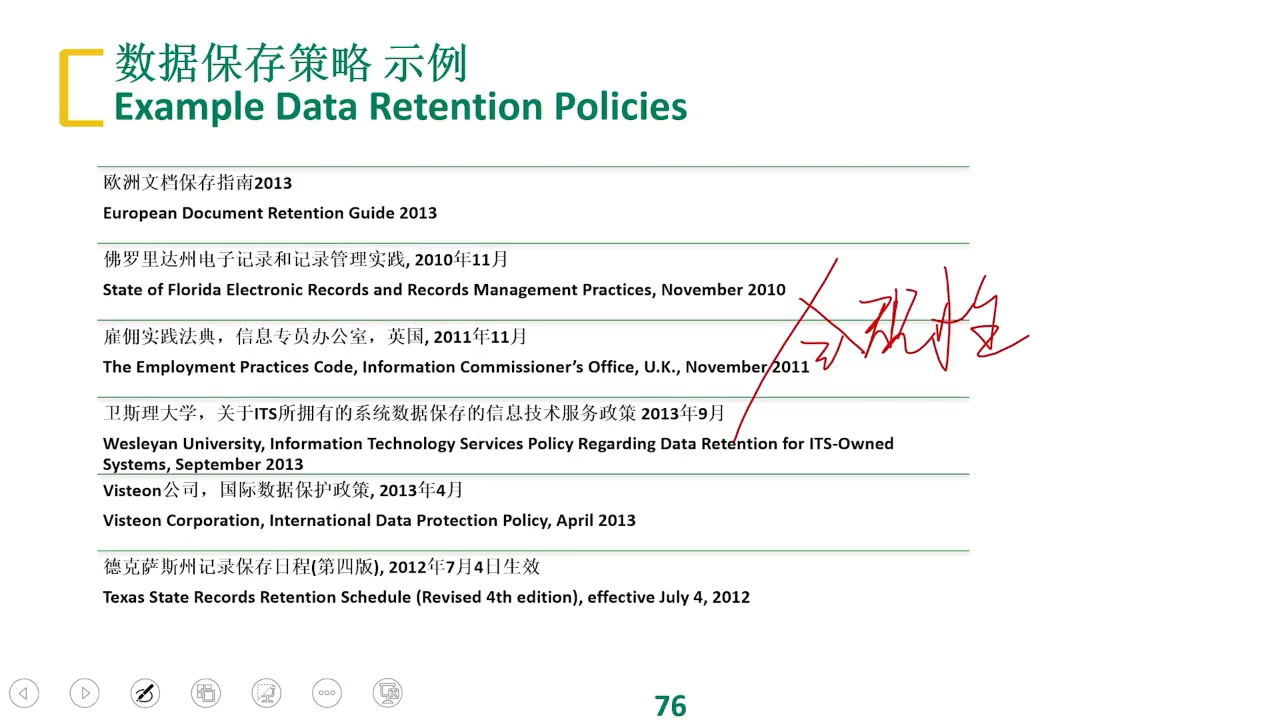 数据保存策略 示例
Example Data Retention Policies
欧洲文档保存指南2013
European Document Retention Guide 2013
佛罗里达州电子记录和记录管理实践, 2010年11月
State of Florida Electronic Records and Records Management Practices, November 2010
合规性
雇佣实践法典，信息专员办公室，英国, 2011年11月
The Employment Practices Code, Information Commissioner’s Office, U.K., November 2011
卫斯理大学，关于ITS所拥有的系统数据保存的信息技术服务政策 2013年9月
Wesleyan University, Information Technology Services Policy Regarding Data Retention for ITS-Owned
Systems, September 2013
Visteon公司，国际数据保护政策, 2013年4月
Visteon Corporation, International Data Protection Policy, April 2013
德克萨斯州记录保存日程(第四版), 2012年7月4日生效
Texas State Records Retention Schedule (Revised 4th edition), effective July 4, 2012
76